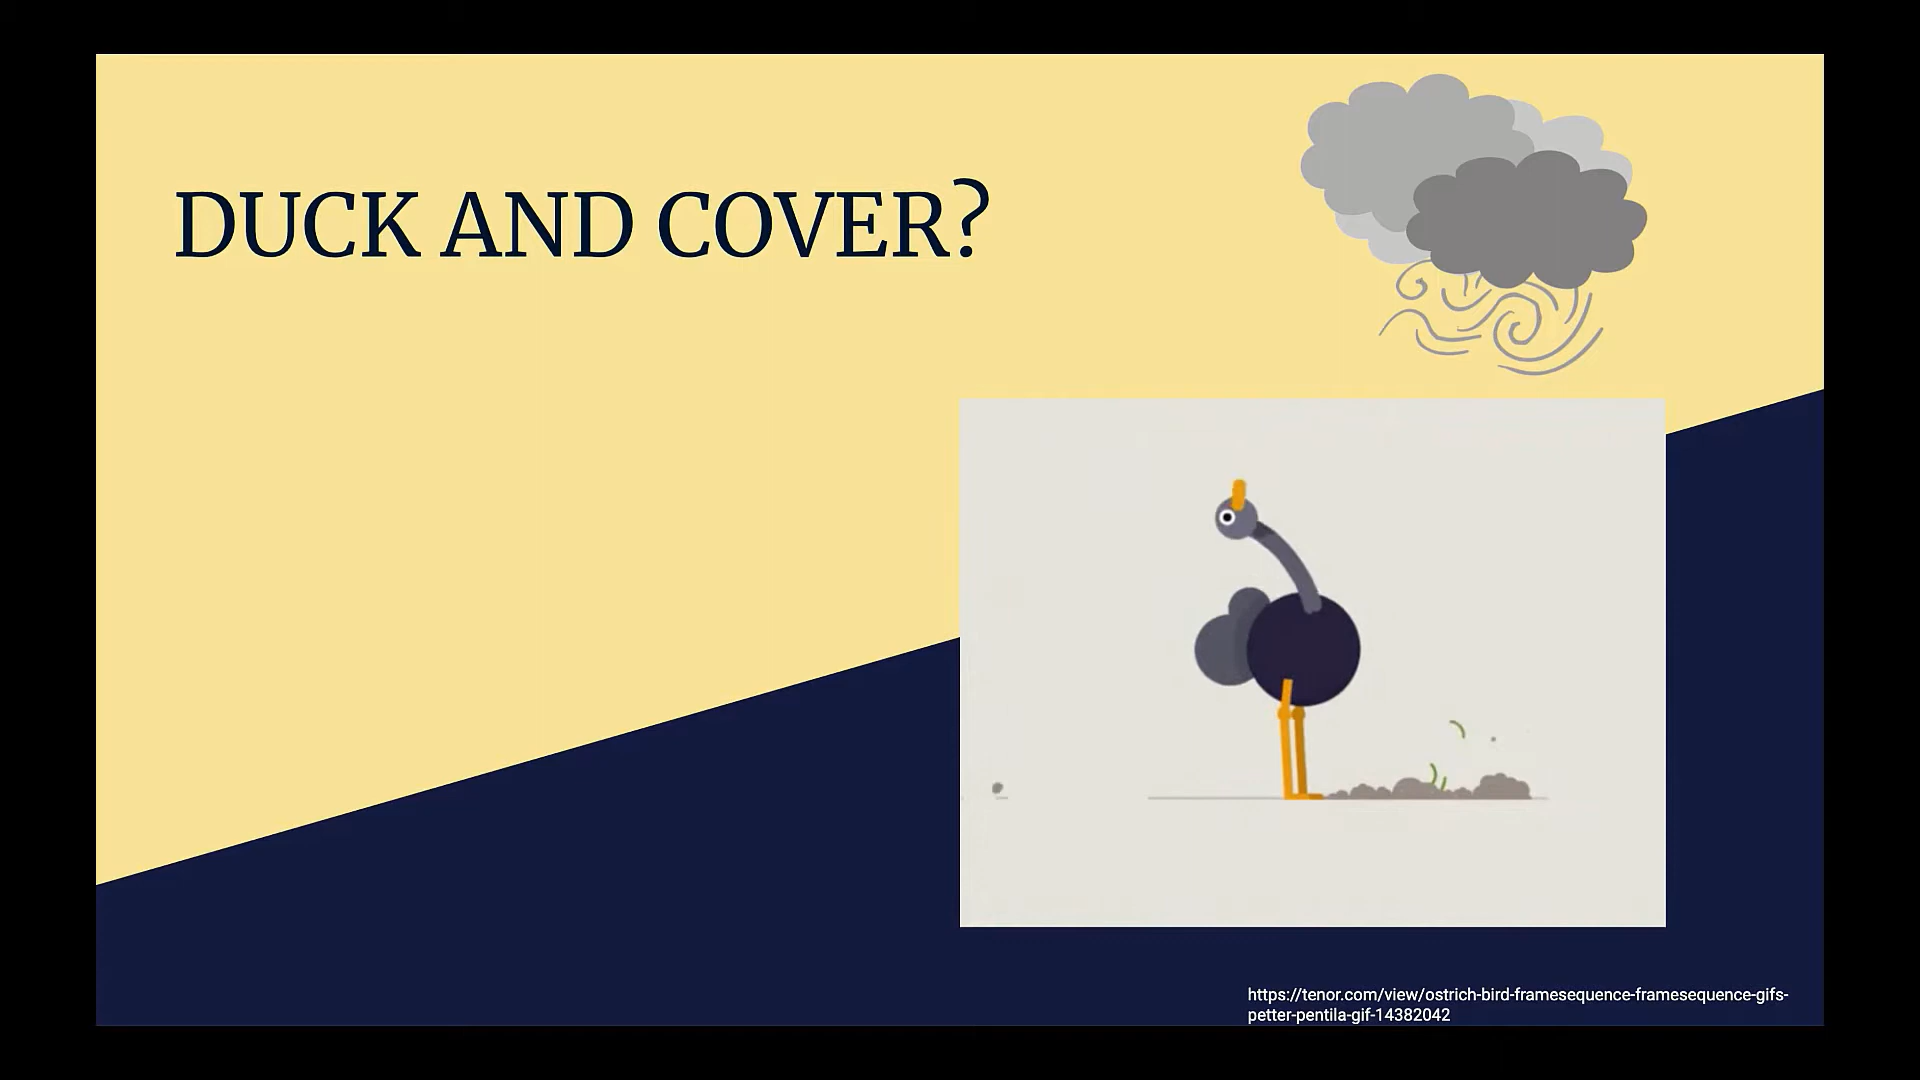 DUCK AND COVER?
https://tenor.com/view/ostrich-bird-framesequence-framesequence-gifs-
petter-pentila-gif-14382042